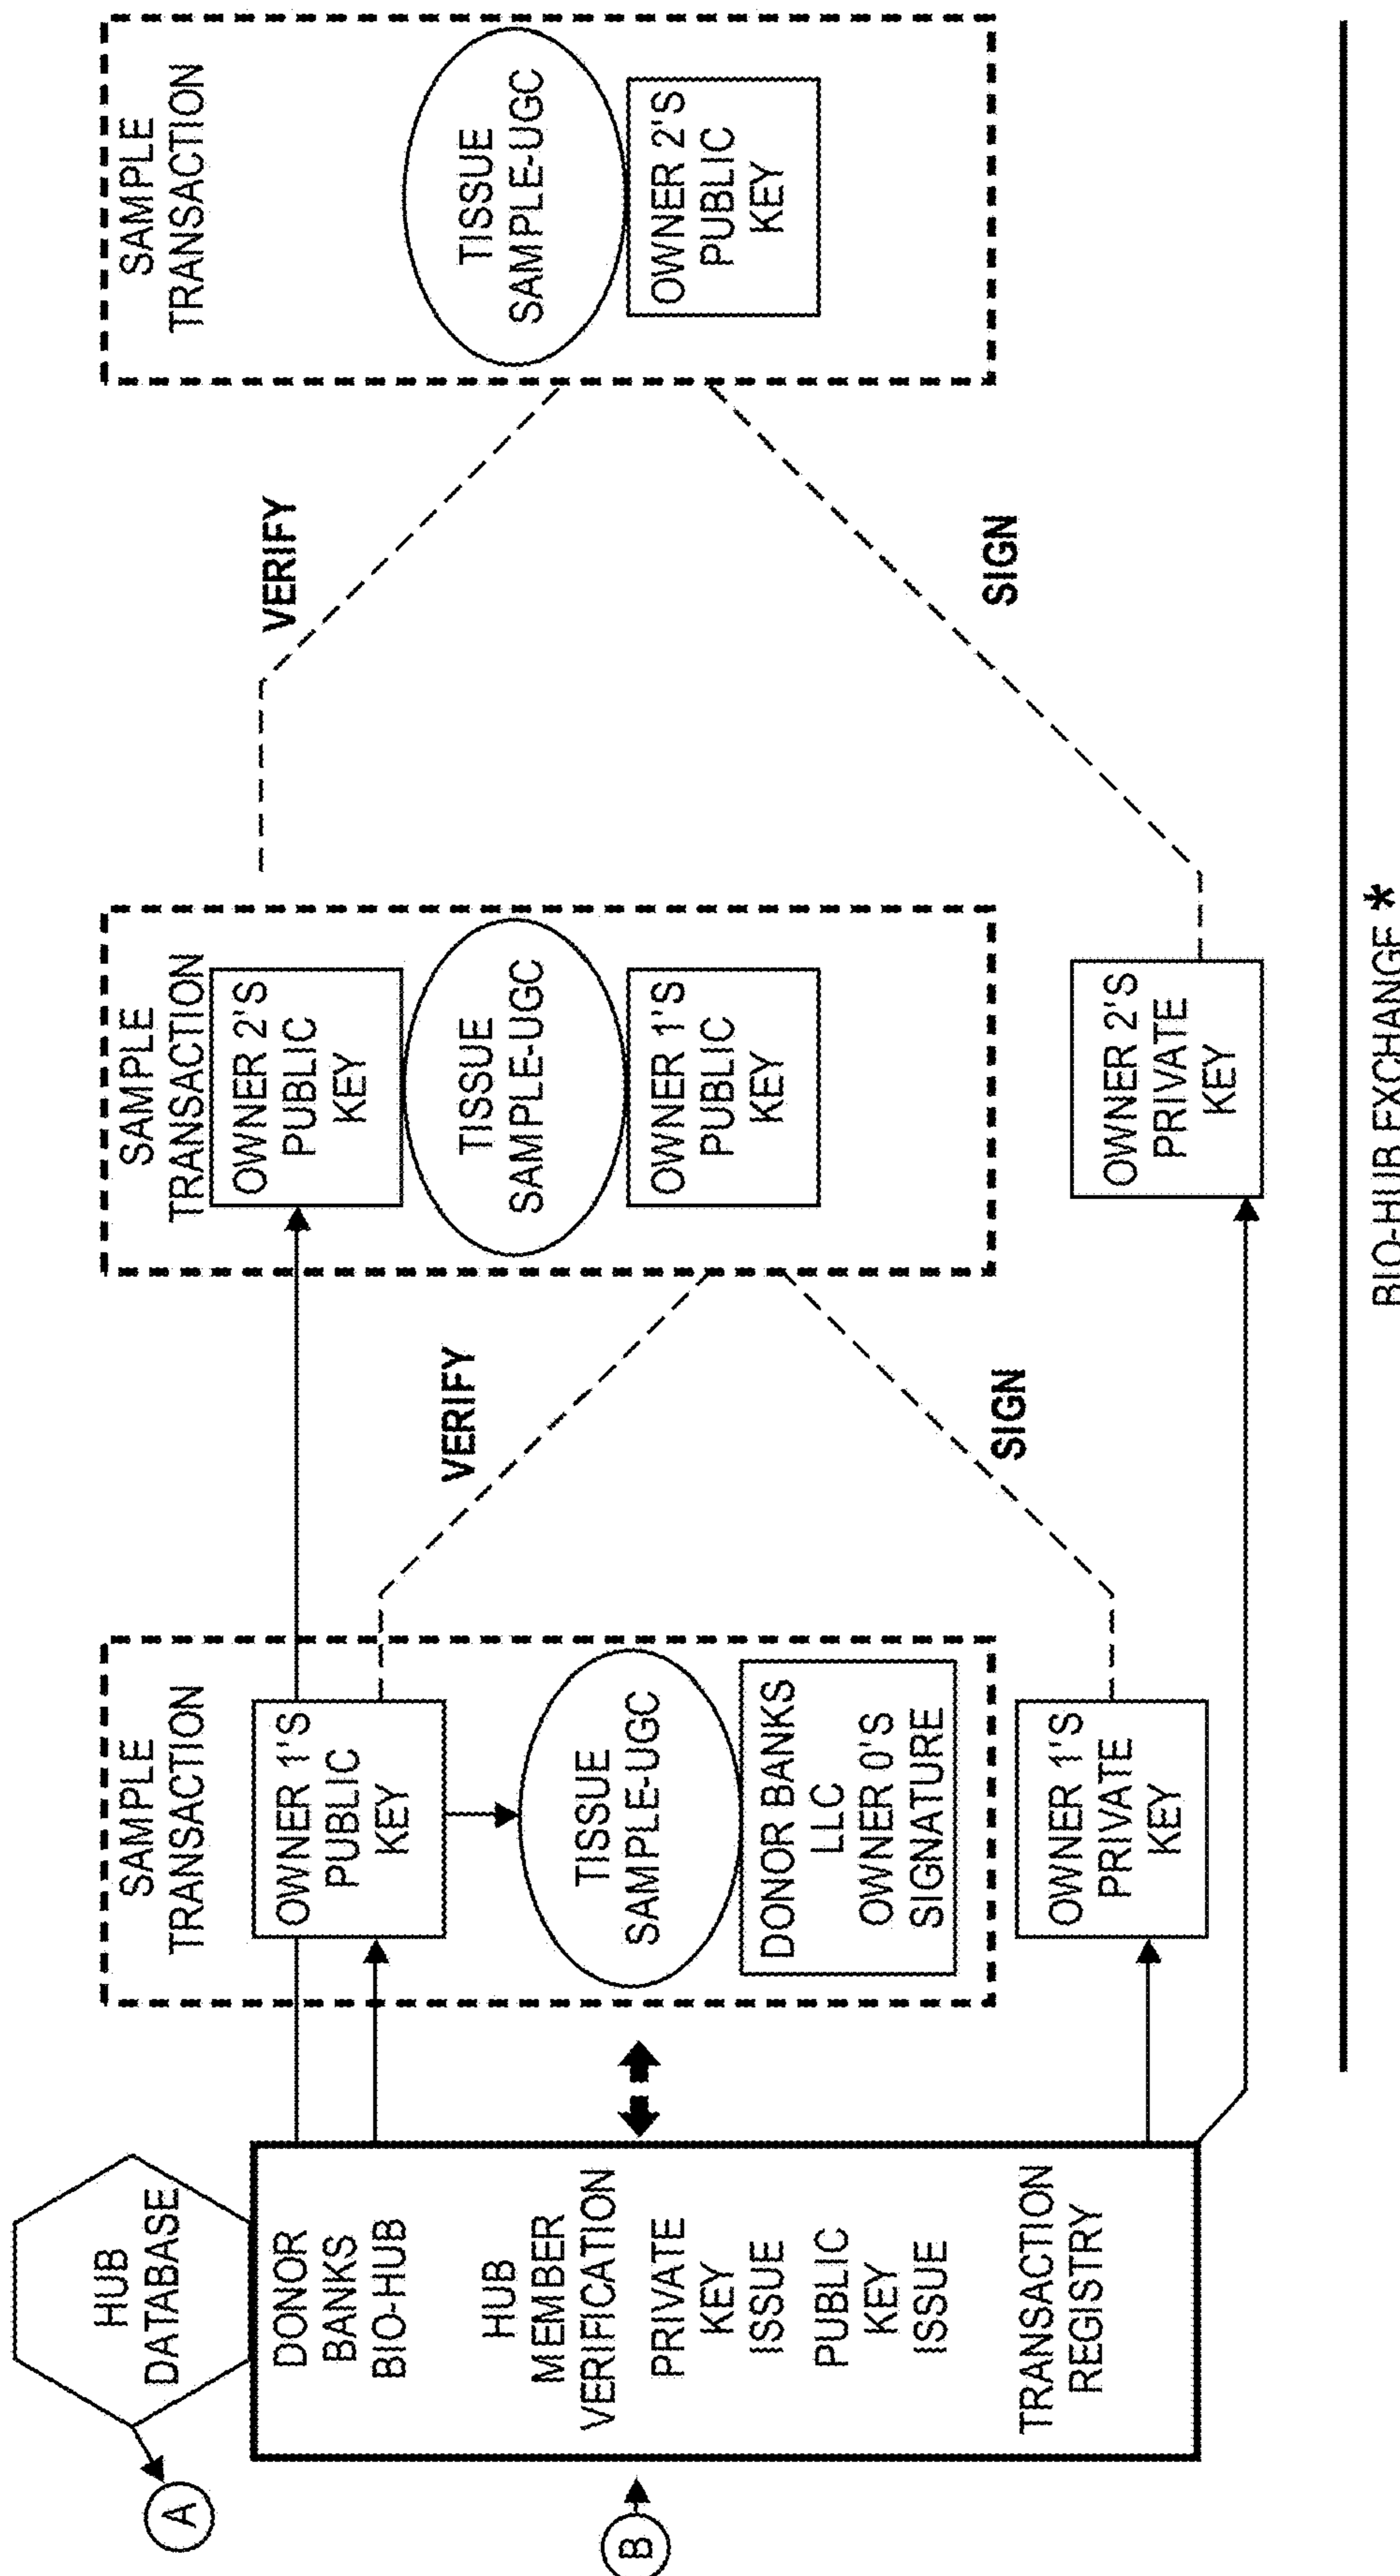 HUB
DATABASE
A
B
DONOR
BANKS
BIO-HUB
HUB
MEMBER
VERIFICATION
PRIVATE
KEY
ISSUE
PUBLIC
KEY
ISSUE
TRANSACTION
REGISTRY
SAMPLE
TRANSACTION
OWNER 1'S
PUBLIC
KEY
TISSUE
SAMPLE-UGC
DONOR BANKS
LLC
OWNER 0'S
SIGNATURE
OWNER 1'S
PRIVATE
KEY
VERIFY
SIGN
SAMPLE
TRANSACTION
OWNER 2'S
PUBLIC
KEY
TISSUE
SAMPLE-UGC
OWNER 1'S
PUBLIC
KEY
OWNER 2'S
PRIVATE
KEY
VERIFY
SIGN
SAMPLE
TRANSACTION
TISSUE
SAMPLE-UGC
OWNER 2'S
PUBLIC
KEY
BIO-HUB EXCHANGE *